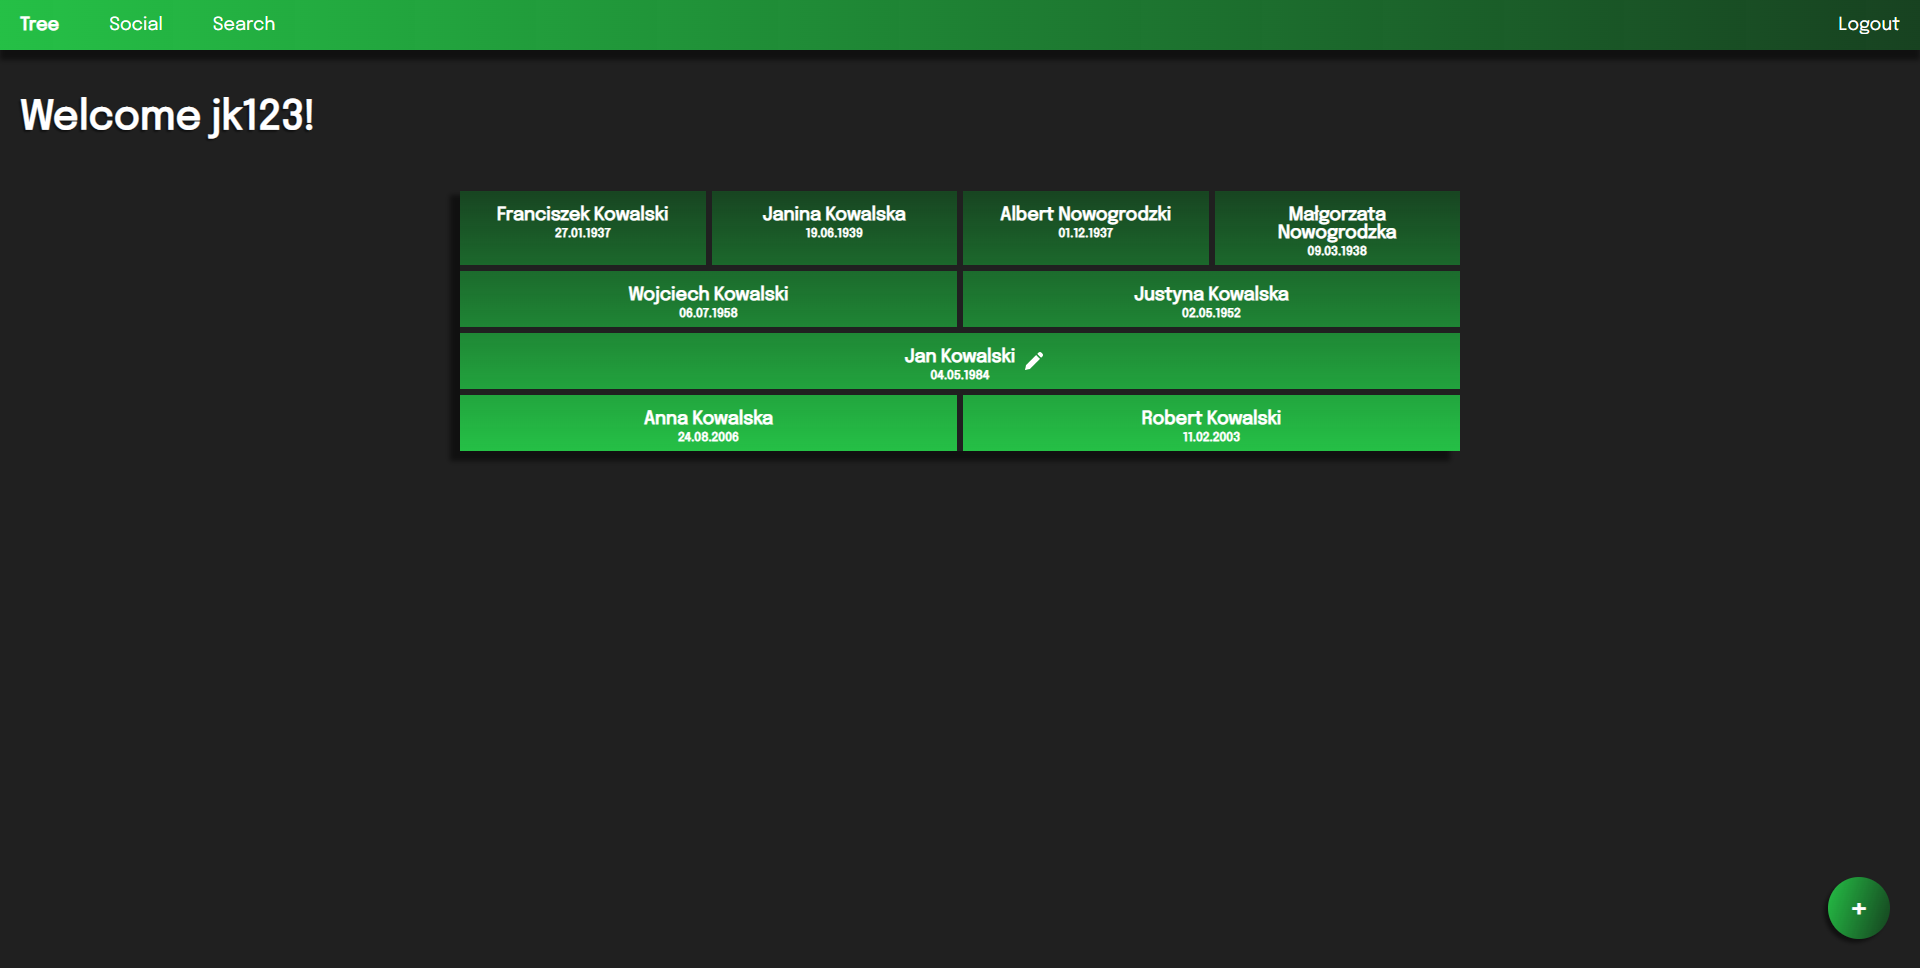 Tree Social Search Logout
Welcome jk123!
Franciszek Kowalski
27.01.1937
Janina Kowalska
19.06.1939
Albert Nowogrodzki
01.12.1937
Małgorzata
Nowogrodzka
09.03.1938
Wojciech Kowalski
06.07.1958
Justyna Kowalska
02.05.1952
Jan Kowalski
04.05.1984
Anna Kowalska
24.08.2006
Robert Kowalski
11.02.2003
+